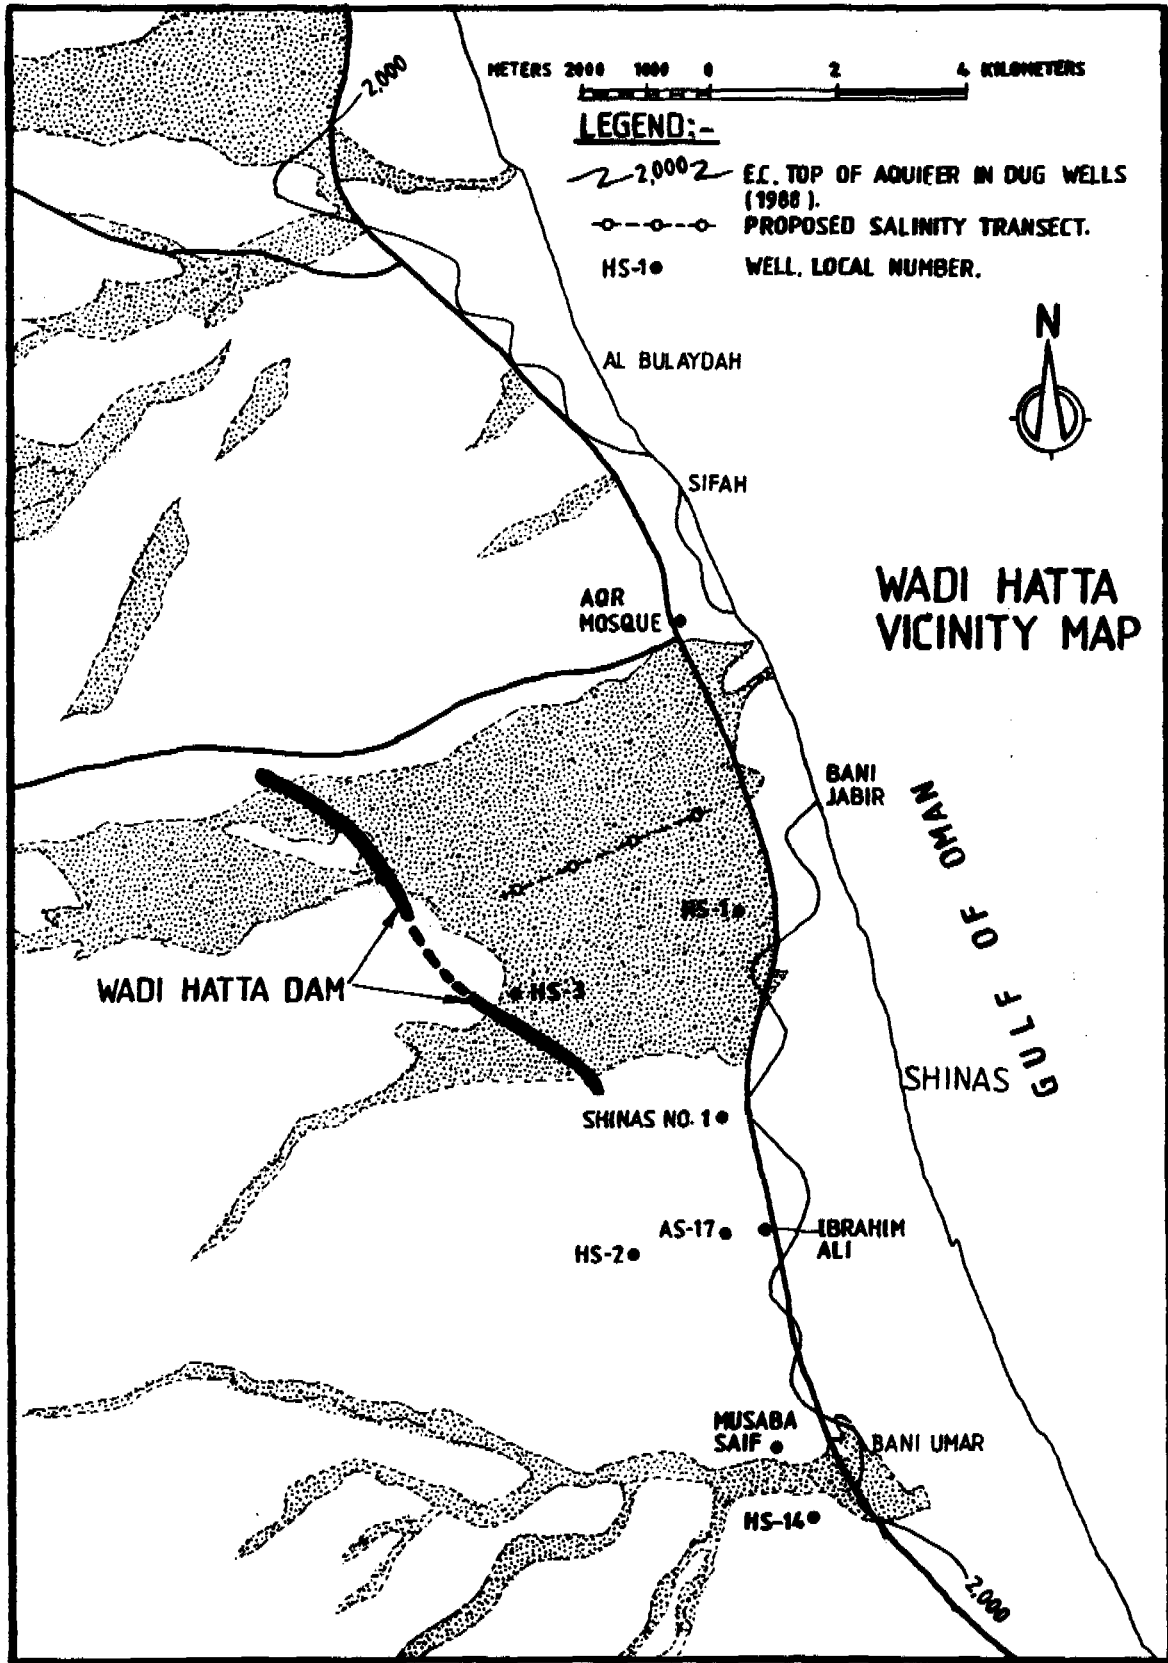 2,000
METERS 2000 1000 0 2 4 KILOMETERS
LEGEND:-
2,000 E.C. TOP OF AQUIFER IN DUG WELLS
(1988).
PROPOSED SALINITY TRANSECT.
HS-1 WELL, LOCAL NUMBER.
N
AL BULAYDAH
SIFAH
WADI HATTA
VICINITY MAP
AQR
MOSQUE
BANI
JABIR
GULF OF OMAN
HS-1
WADI HATTA DAM
HS-3
SHINAS
SHINAS NO. 1
AS-17
IBRAHIM
ALI
HS-2
MUSABA
SAIF
BANI UMAR
HS-14
2,000